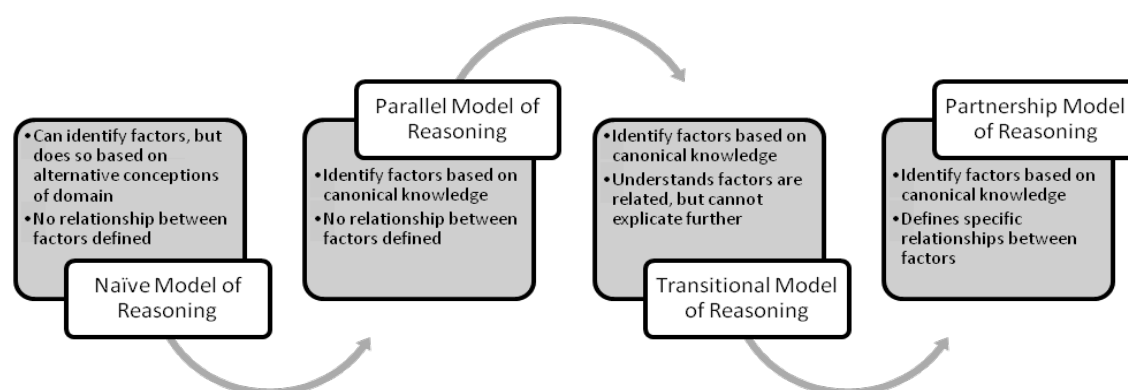 •Can identify factors, but
does so based on
alternative conceptions
of domain
•No relationship between
factors defined
Naïve Model of
Reasoning
Parallel Model of
Reasoning
•Identify factors based on
canonical knowledge
•No relationship between
factors defined
•Identify factors based on
canonical knowledge
•Understands factors are
related, but cannot
explicate further
Transitional Model of
Reasoning
Partnership Model
of Reasoning
•Identify factors based on
canonical knowledge
•Defines specific
relationships between
factors